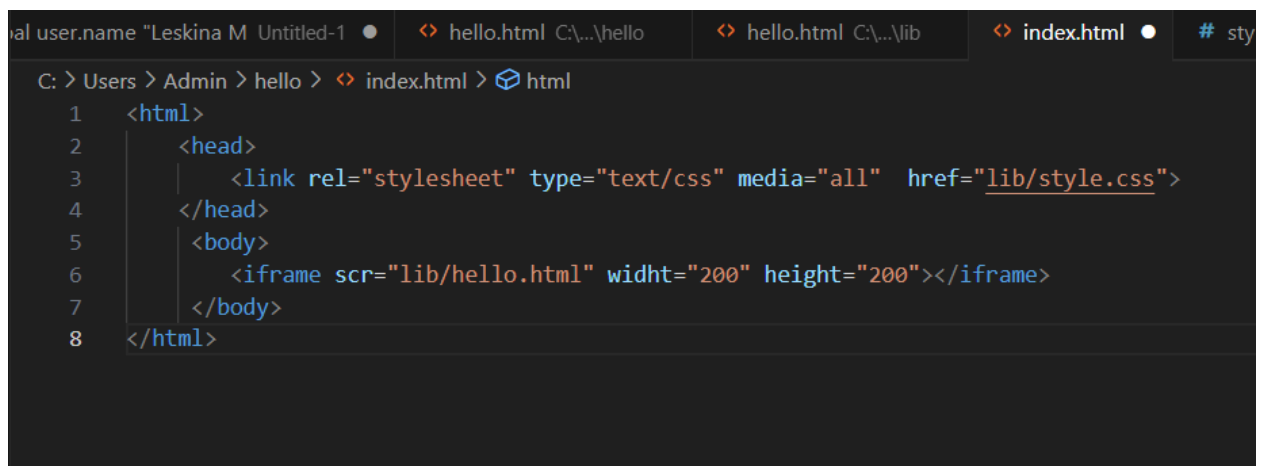 al user.name "Leskina M Untitled-1 ● <> hello.html C:\...\hello <> hello.html C:\...\lib <> index.html ● # sty
C: > Users > Admin > hello > <> index.html > html
1 <html>
2 <head>
3 <link rel="stylesheet" type="text/css" media="all"  href="lib/style.css">
4 </head>
5 <body>
6 <iframe scr="lib/hello.html" widht="200" height="200"></iframe>
7 </body>
8 </html>